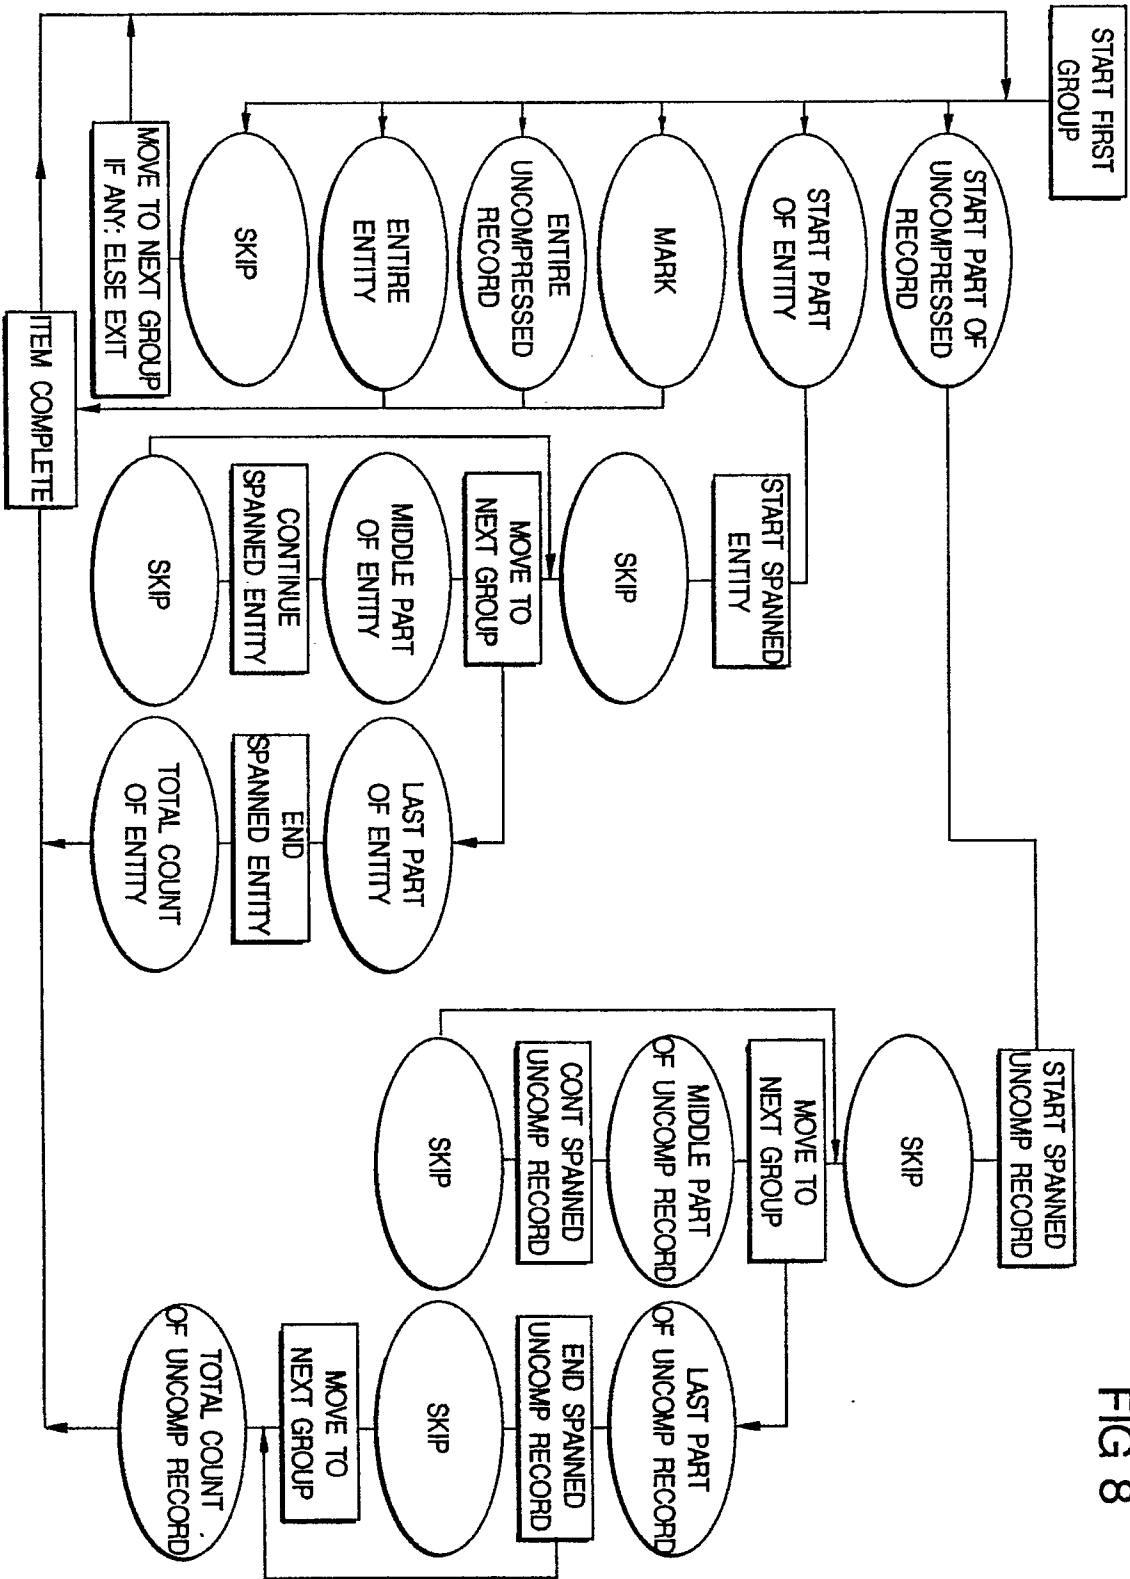 FIG 8
START FIRST
GROUP
START PART OF
UNCOMPRESSED
RECORD
START PART
OF ENTITY
MARK
ENTIRE
UNCOMPRESSED
RECORD
ENTIRE
ENTITY
SKIP
MOVE TO NEXT GROUP
IF ANY: ELSE EXIT
ITEM COMPLETE
START SPANNED
ENTITY
SKIP
MOVE TO
NEXT GROUP
MIDDLE PART
OF ENTITY
CONTINUE
SPANNED ENTITY
SKIP
LAST PART
OF ENTITY
END
SPANNED ENTITY
TOTAL COUNT
OF ENTITY
START SPANNED
UNCOMP RECORD
SKIP
MOVE TO
NEXT GROUP
MIDDLE PART
OF UNCOMP RECORD
CONT SPANNED
UNCOMP RECORD
SKIP
LAST PART
OF UNCOMP RECORD
END SPANNED
UNCOMP RECORD
SKIP
MOVE TO
NEXT GROUP
TOTAL COUNT
OF UNCOMP RECORD